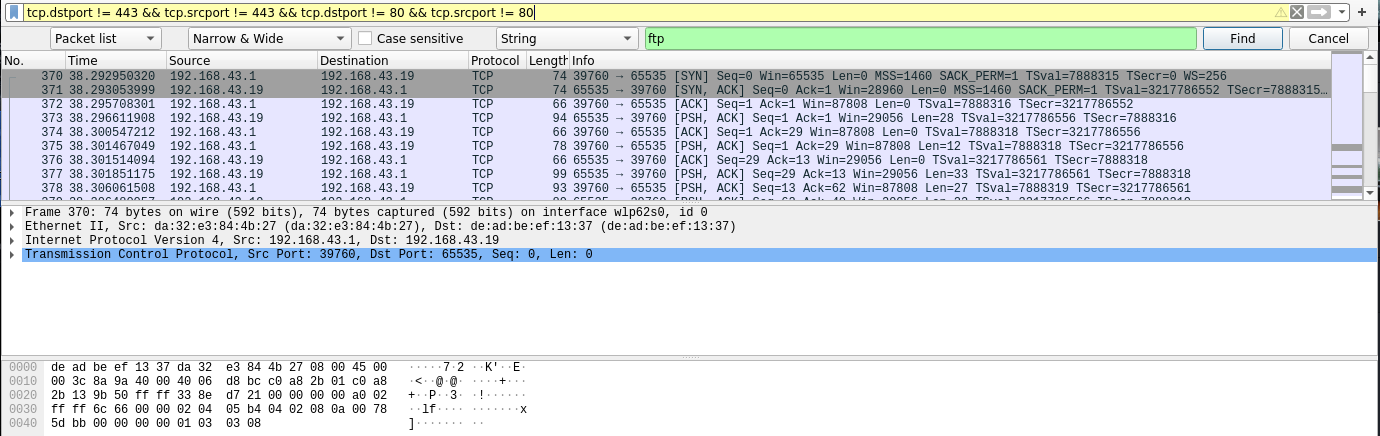 tcp.dstport != 443 && tcp.srcport != 443 && tcp.dstport != 80 && tcp.srcport != 80
Packet list Narrow & Wide Case sensitive String ftp Find Cancel
No. Time Source Destination Protocol Length Info
370 38.292950320 192.168.43.1 192.168.43.19 TCP 74 39760 → 65535 [SYN] Seq=0 Win=65535 Len=0 MSS=1460 SACK_PERM=1 TSval=7888315 TSecr=0 WS=256
371 38.293053999 192.168.43.19 192.168.43.1 TCP 74 65535 → 39760 [SYN, ACK] Seq=0 Ack=1 Win=28960 Len=0 MSS=1460 SACK_PERM=1 TSval=3217786552 TSecr=7888315…
372 38.295708301 192.168.43.1 192.168.43.19 TCP 66 39760 → 65535 [ACK] Seq=1 Ack=1 Win=87808 Len=0 TSval=7888316 TSecr=3217786552
373 38.296611908 192.168.43.19 192.168.43.1 TCP 94 65535 → 39760 [PSH, ACK] Seq=1 Ack=1 Win=29056 Len=28 TSval=3217786556 TSecr=7888316
374 38.300547212 192.168.43.1 192.168.43.19 TCP 66 39760 → 65535 [ACK] Seq=1 Ack=29 Win=87808 Len=0 TSval=7888318 TSecr=3217786556
375 38.301467049 192.168.43.1 192.168.43.19 TCP 78 39760 → 65535 [PSH, ACK] Seq=1 Ack=29 Win=87808 Len=12 TSval=7888318 TSecr=3217786556
376 38.301514094 192.168.43.19 192.168.43.1 TCP 66 65535 → 39760 [ACK] Seq=29 Ack=13 Win=29056 Len=0 TSval=3217786561 TSecr=7888318
377 38.301851175 192.168.43.19 192.168.43.1 TCP 99 65535 → 39760 [PSH, ACK] Seq=29 Ack=13 Win=29056 Len=33 TSval=3217786561 TSecr=7888318
378 38.306061508 192.168.43.1 192.168.43.19 TCP 93 39760 → 65535 [PSH, ACK] Seq=13 Ack=62 Win=87808 Len=27 TSval=7888319 TSecr=3217786561
Frame 370: 74 bytes on wire (592 bits), 74 bytes captured (592 bits) on interface wlp62s0, id 0
Ethernet II, Src: da:32:e3:84:4b:27 (da:32:e3:84:4b:27), Dst: de:ad:be:ef:13:37 (de:ad:be:ef:13:37)
Internet Protocol Version 4, Src: 192.168.43.1, Dst: 192.168.43.19
Transmission Control Protocol, Src Port: 39760, Dst Port: 65535, Seq: 0, Len: 0
0000 de ad be ef 13 37 da 32 e3 84 4b 27 08 00 45 00 ·····7·2 ··K'··E·
0010 00 3c 8a 9a 40 00 40 06 d8 bc c0 a8 2b 01 c0 a8 ·<··@·@· ····+···
0020 2b 13 9b 50 ff ff 33 8e d7 21 00 00 00 00 a0 02 +··P··3· ·!······
0030 ff ff 6c 66 00 00 02 04 05 b4 04 02 08 0a 00 78 ··lf···· ·······x
0040 5d bb 00 00 00 00 01 03 03 08 ]······· ··